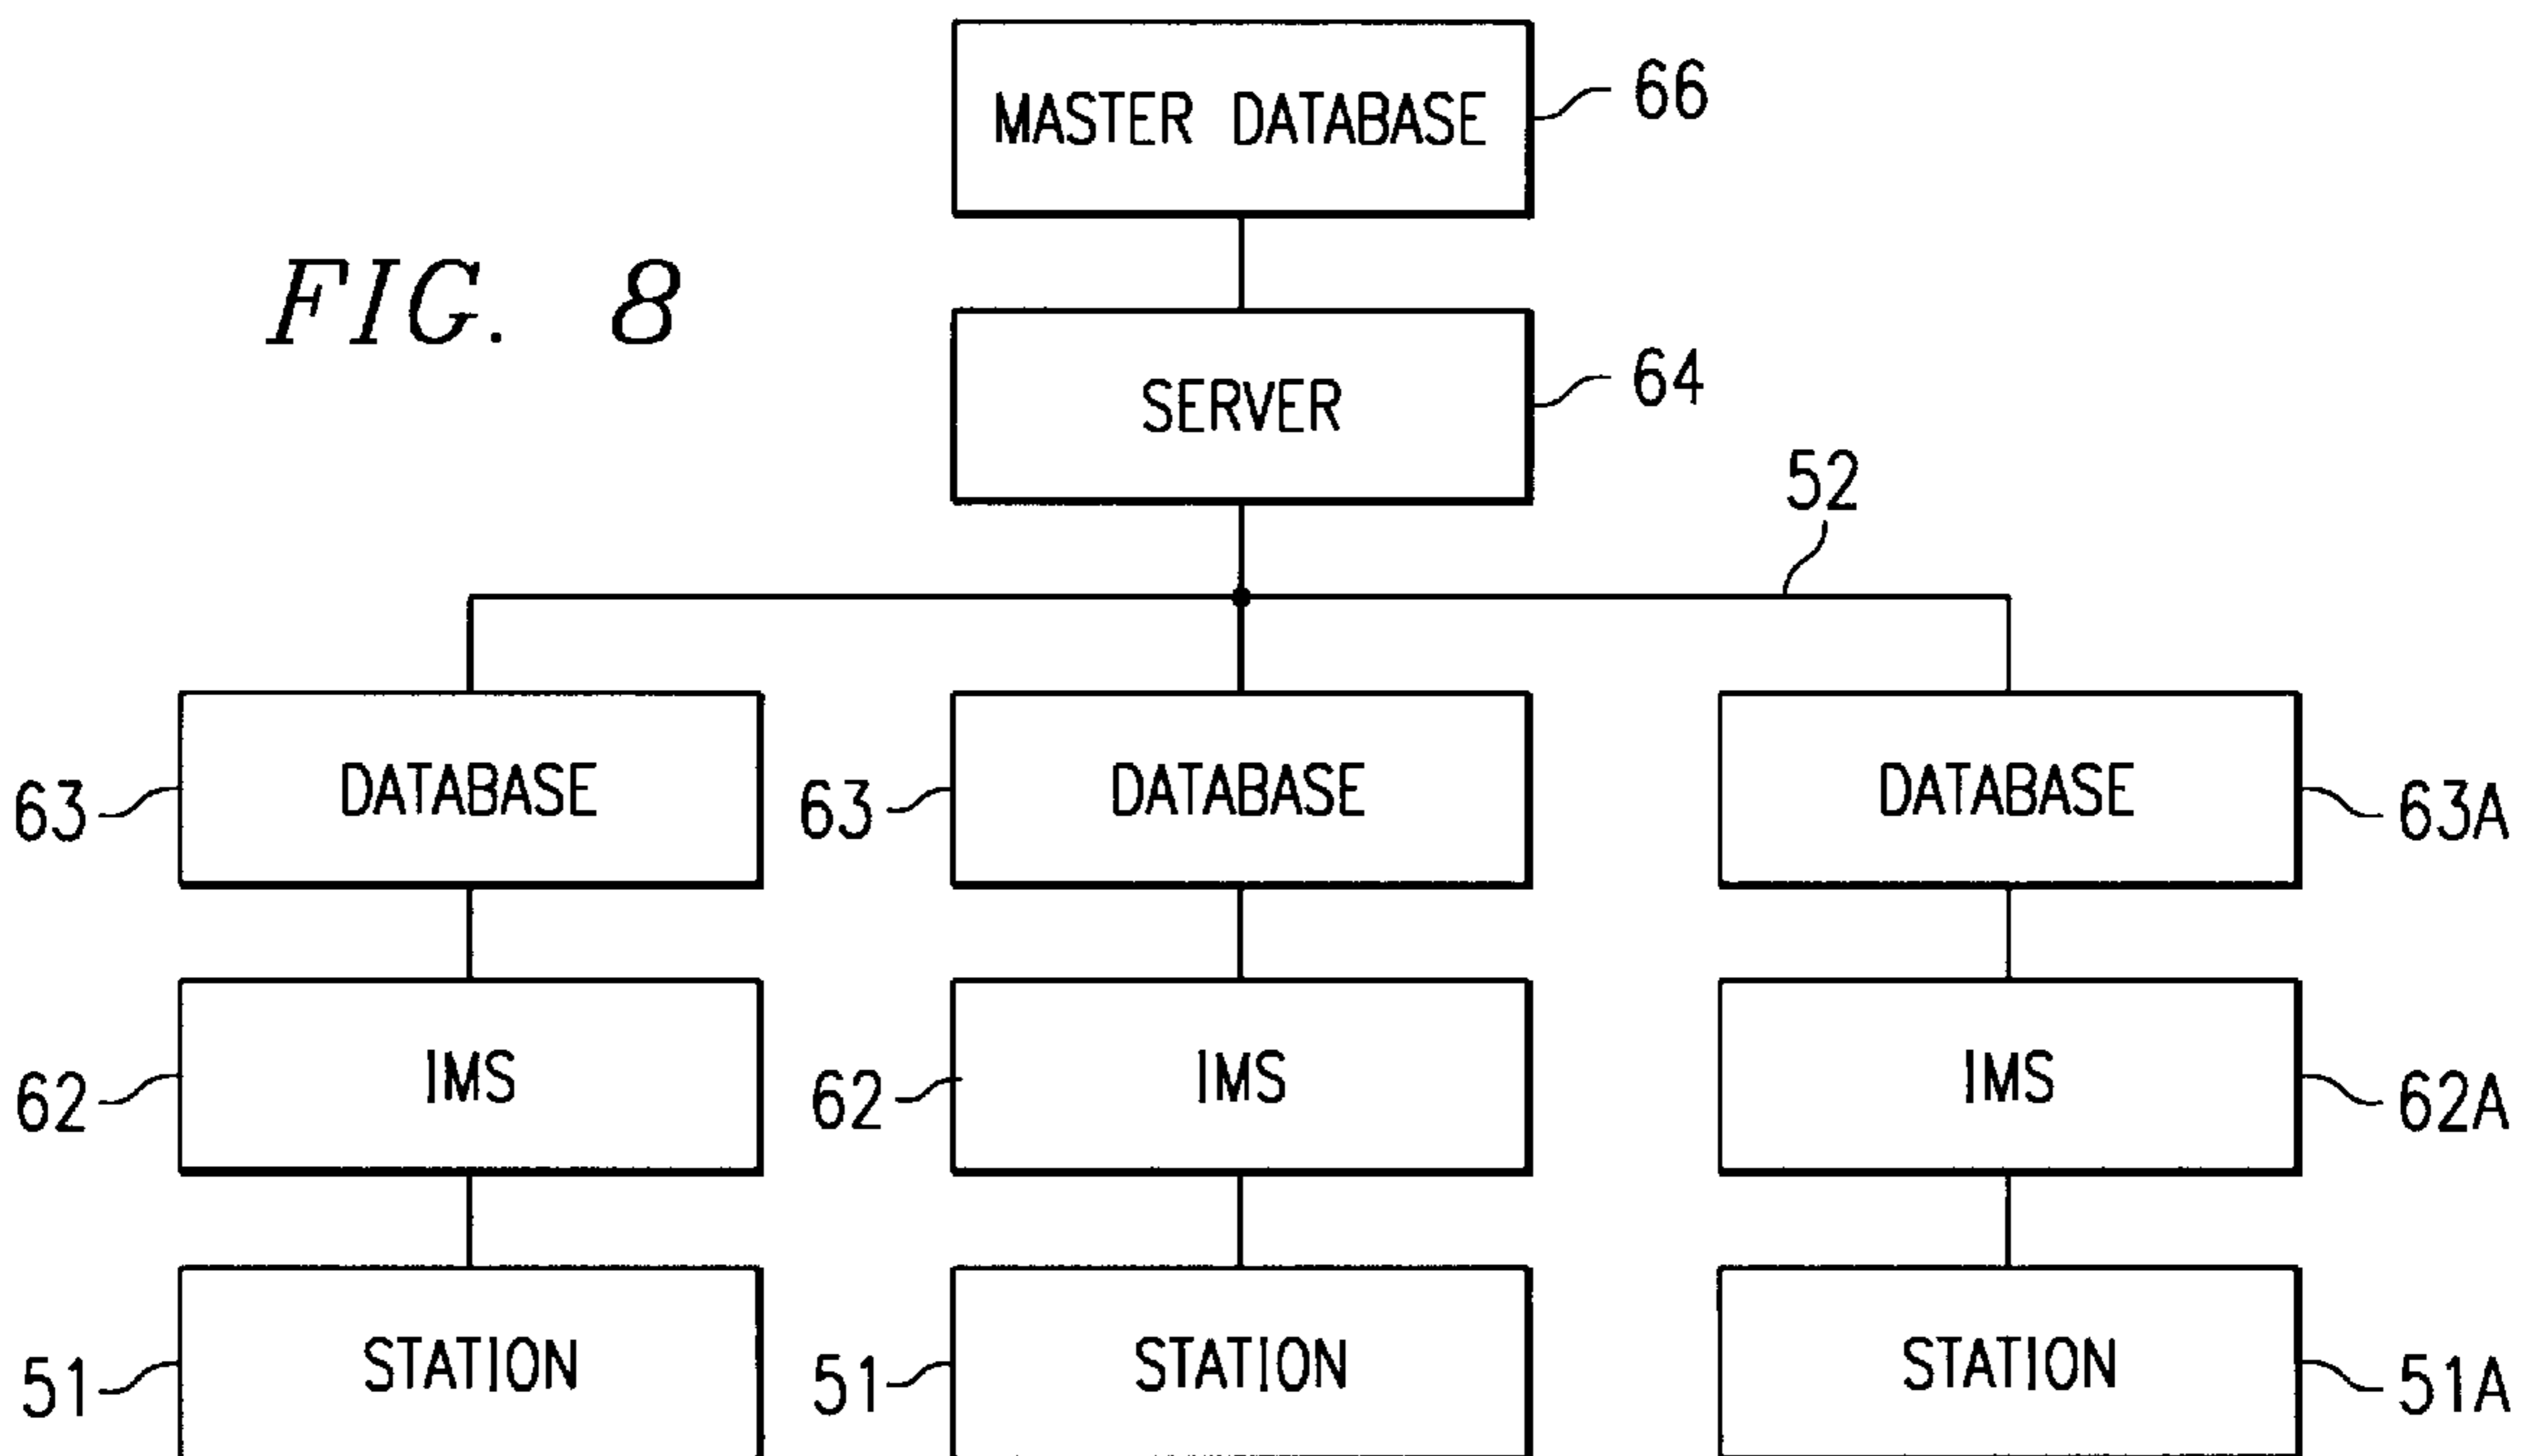 MASTER DATABASE
66
FIG. 8
SERVER
64
52
63
DATABASE
63
DATABASE
DATABASE
63A
62
IMS
62
IMS
IMS
62A
51
STATION
51
STATION
STATION
51A